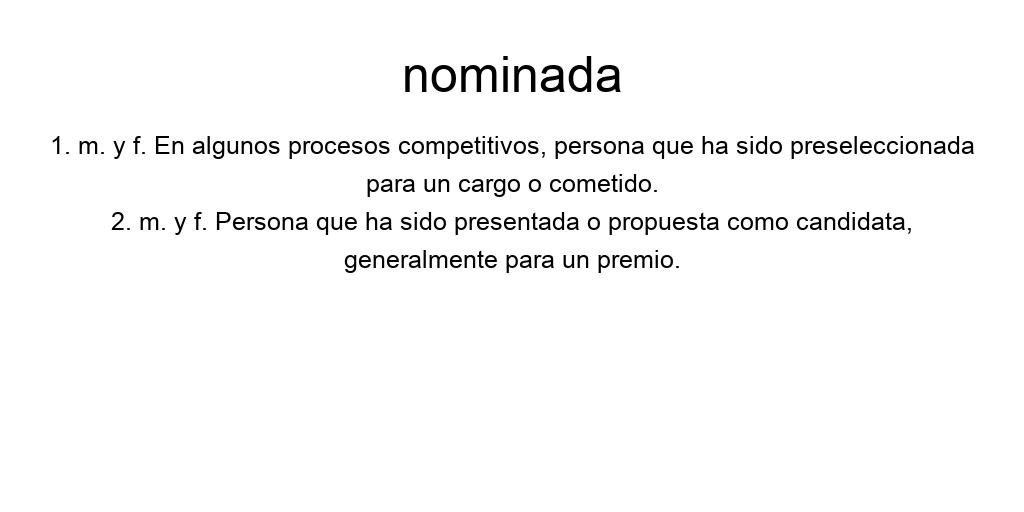 nominada
1. m. y f. En algunos procesos competitivos, persona que ha sido preseleccionada
para un cargo o cometido.
2. m. y f. Persona que ha sido presentada o propuesta como candidata,
generalmente para un premio.